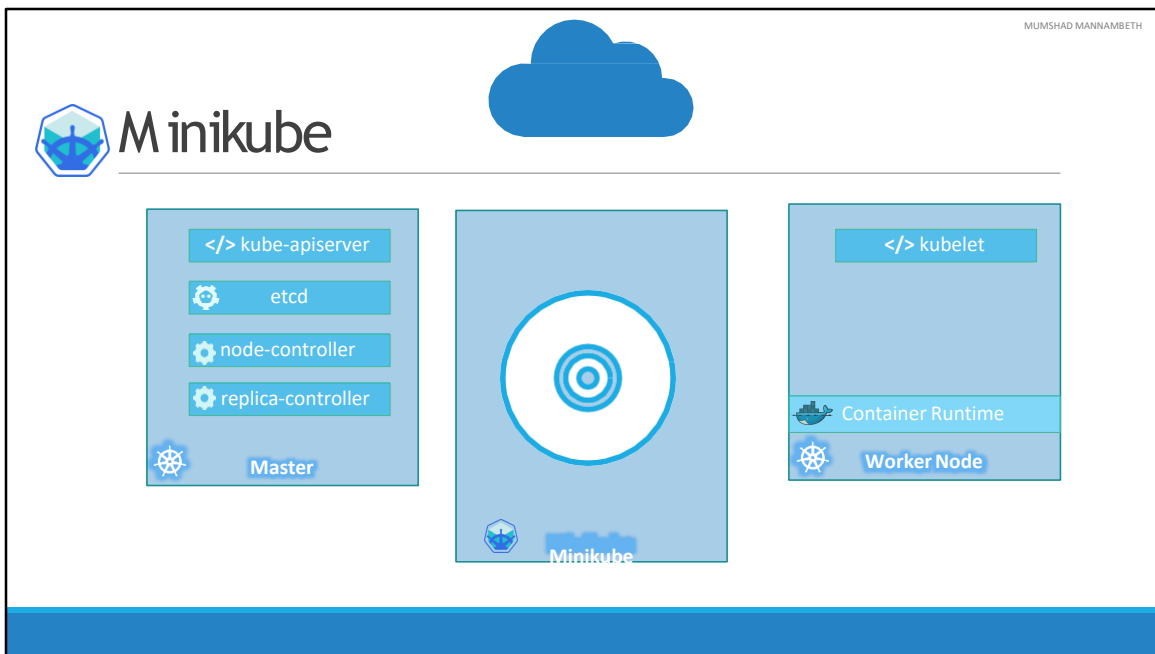 MUMSHAD MANNAMBETH
Minikube
</> kube-apiserver
etcd
node-controller
replica-controller
Master
Minikube
</> kubelet
Container Runtime
Worker Node